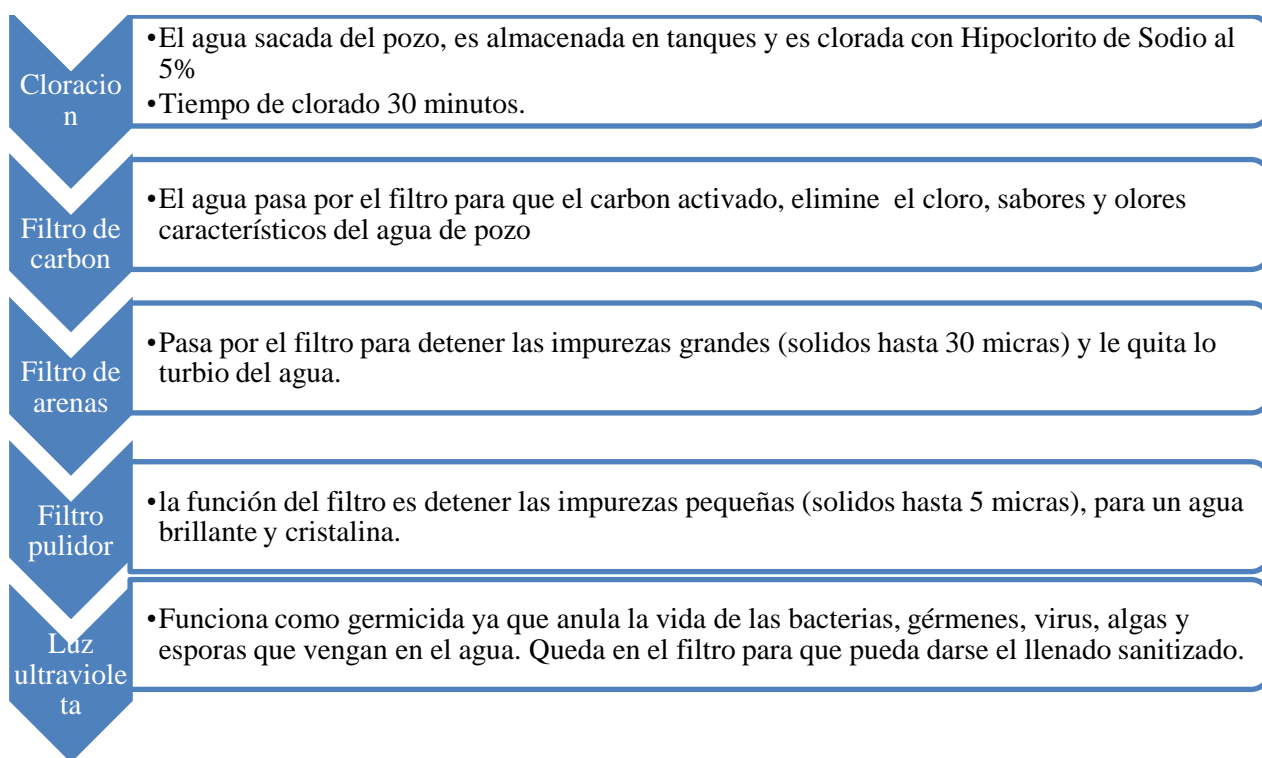 Cloracio
n
•El agua sacada del pozo, es almacenada en tanques y es clorada con Hipoclorito de Sodio al
5%
•Tiempo de clorado 30 minutos.
Filtro de
carbon
•El agua pasa por el filtro para que el carbon activado, elimine  el cloro, sabores y olores
característicos del agua de pozo
Filtro de
arenas
•Pasa por el filtro para detener las impurezas grandes (solidos hasta 30 micras) y le quita lo
turbio del agua.
Filtro
pulidor
•la función del filtro es detener las impurezas pequeñas (solidos hasta 5 micras), para un agua
brillante y cristalina.
Luz
ultraviole
ta
•Funciona como germicida ya que anula la vida de las bacterias, gérmenes, virus, algas y
esporas que vengan en el agua. Queda en el filtro para que pueda darse el llenado sanitizado.